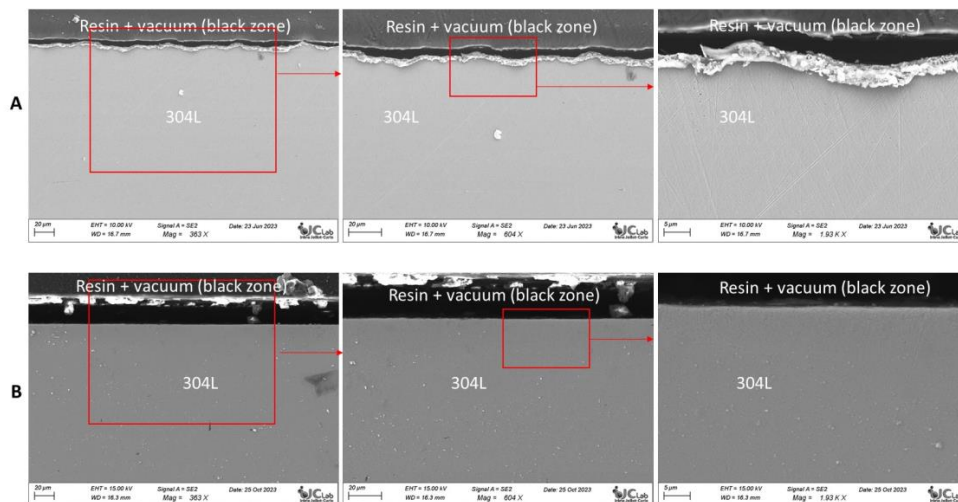 A
Resin + vacuum (black zone)
304L
20 µm
EHT = 10.00 kV
WD = 16.7 mm
Signal A = SE2
Mag = 363 X
Date: 23 Jun 2023
JCLab
Resin + vacuum (black zone)
304L
20 µm
EHT = 10.00 kV
WD = 16.7 mm
Signal A = SE2
Mag = 604 X
Date: 23 Jun 2023
JCLab
Resin + vacuum (black zone)
304L
5 µm
EHT = 10.00 kV
WD = 16.7 mm
Signal A = SE2
Mag = 1.93 K X
Date: 23 Jun 2023
JCLab
B
Resin + vacuum (black zone)
304L
20 µm
EHT = 15.00 kV
WD = 16.3 mm
Signal A = SE2
Mag = 363 X
Date: 25 Oct 2023
JCLab
Resin + vacuum (black zone)
304L
20 µm
EHT = 15.00 kV
WD = 16.3 mm
Signal A = SE2
Mag = 604 X
Date: 25 Oct 2023
JCLab
Resin + vacuum (black zone)
304L
5 µm
EHT = 15.00 kV
WD = 16.3 mm
Signal A = SE2
Mag = 1.93 K X
Date: 25 Oct 2023
JCLab